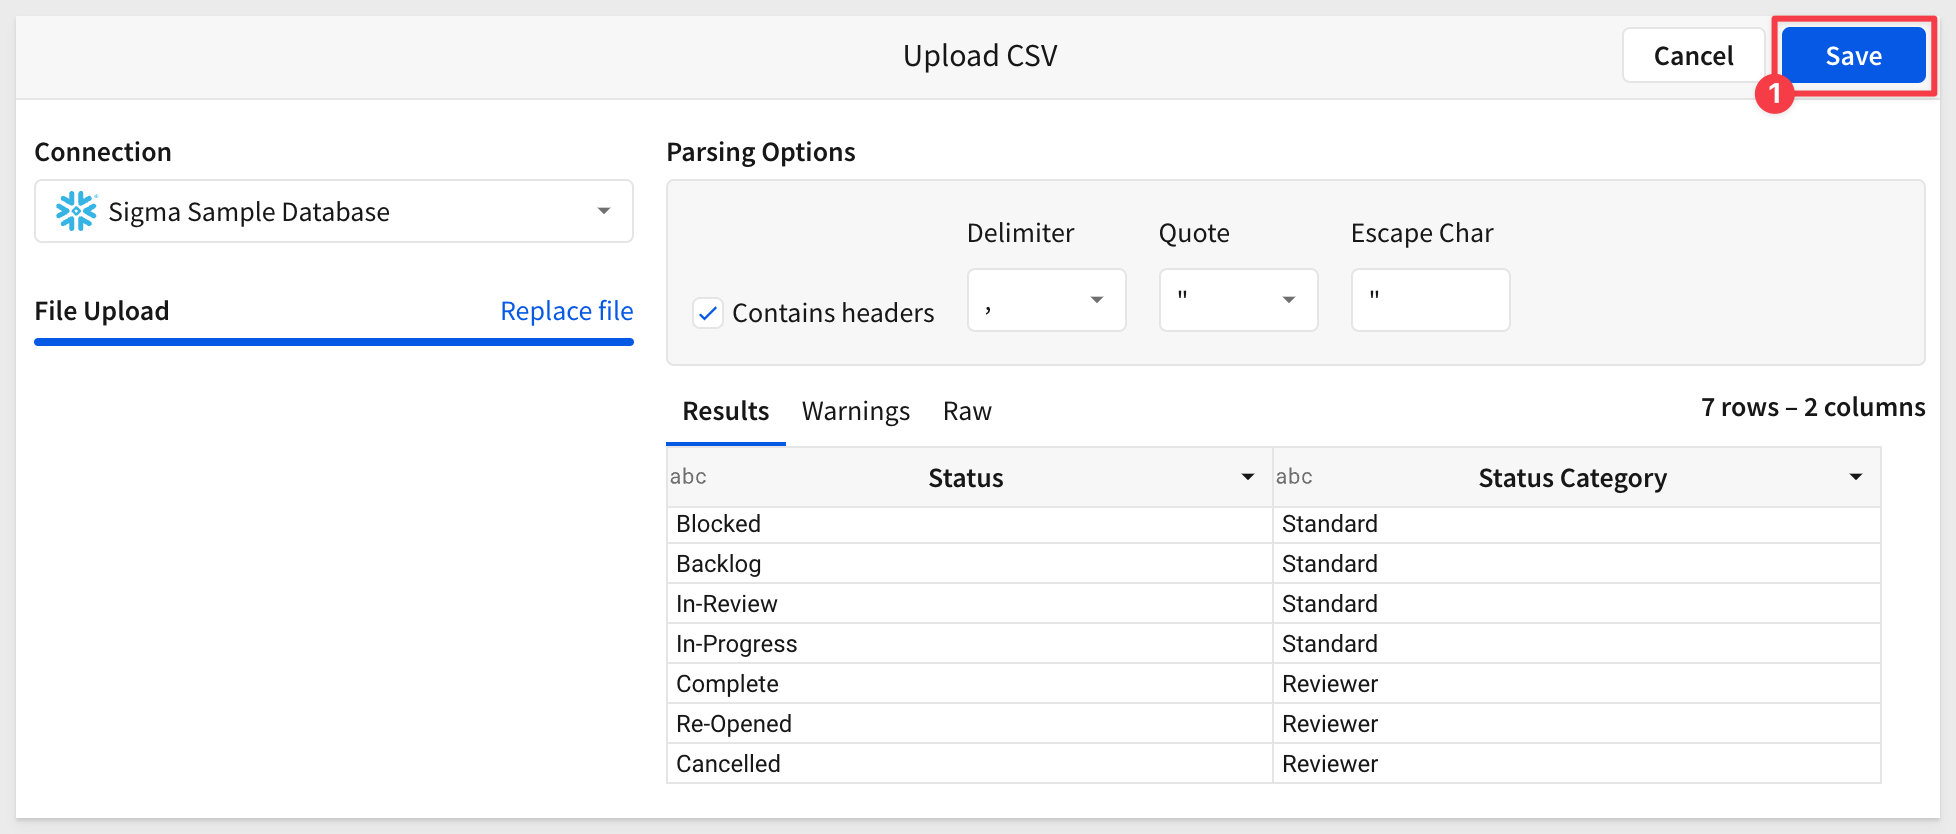 Upload CSV
Cancel
Save
1
Connection
Sigma Sample Database
File Upload
Replace file
Parsing Options
Contains headers
Delimiter
,
Quote
"
Escape Char
"
Results Warnings Raw
7 rows – 2 columns
abc Status abc Status Category
Blocked Standard
Backlog Standard
In-Review Standard
In-Progress Standard
Complete Reviewer
Re-Opened Reviewer
Cancelled Reviewer